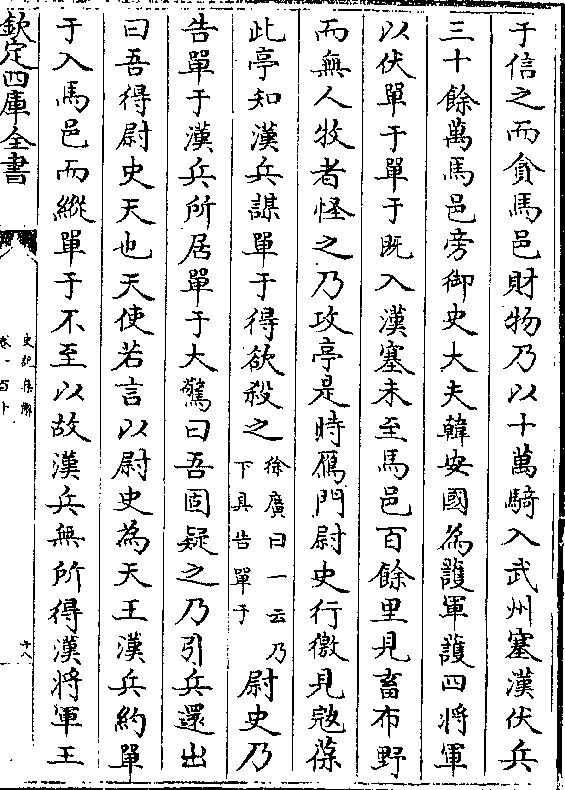 于信之而貪馬邑財物乃以十萬騎入武州塞漢伏兵
三十餘萬馬邑旁御史大夫韓安國為護軍護四將軍
以伏單于單于既入漢塞未至馬邑百餘里見畜布野
而無人牧者怪之乃攻亭是時鴈門尉史行徼見寇葆
此亭知漢兵謀單于得欲殺之徐廣曰一云乃下具告單于尉史乃
告單于漢兵所居單于大驚曰吾固疑之乃引兵還出
曰吾得尉史天也天使若言以尉史為天王漢兵約單
于入馬邑而縱單于不至以故漢兵無所得漢將軍王
欽定四庫全書
史記集解
卷一百十
十八